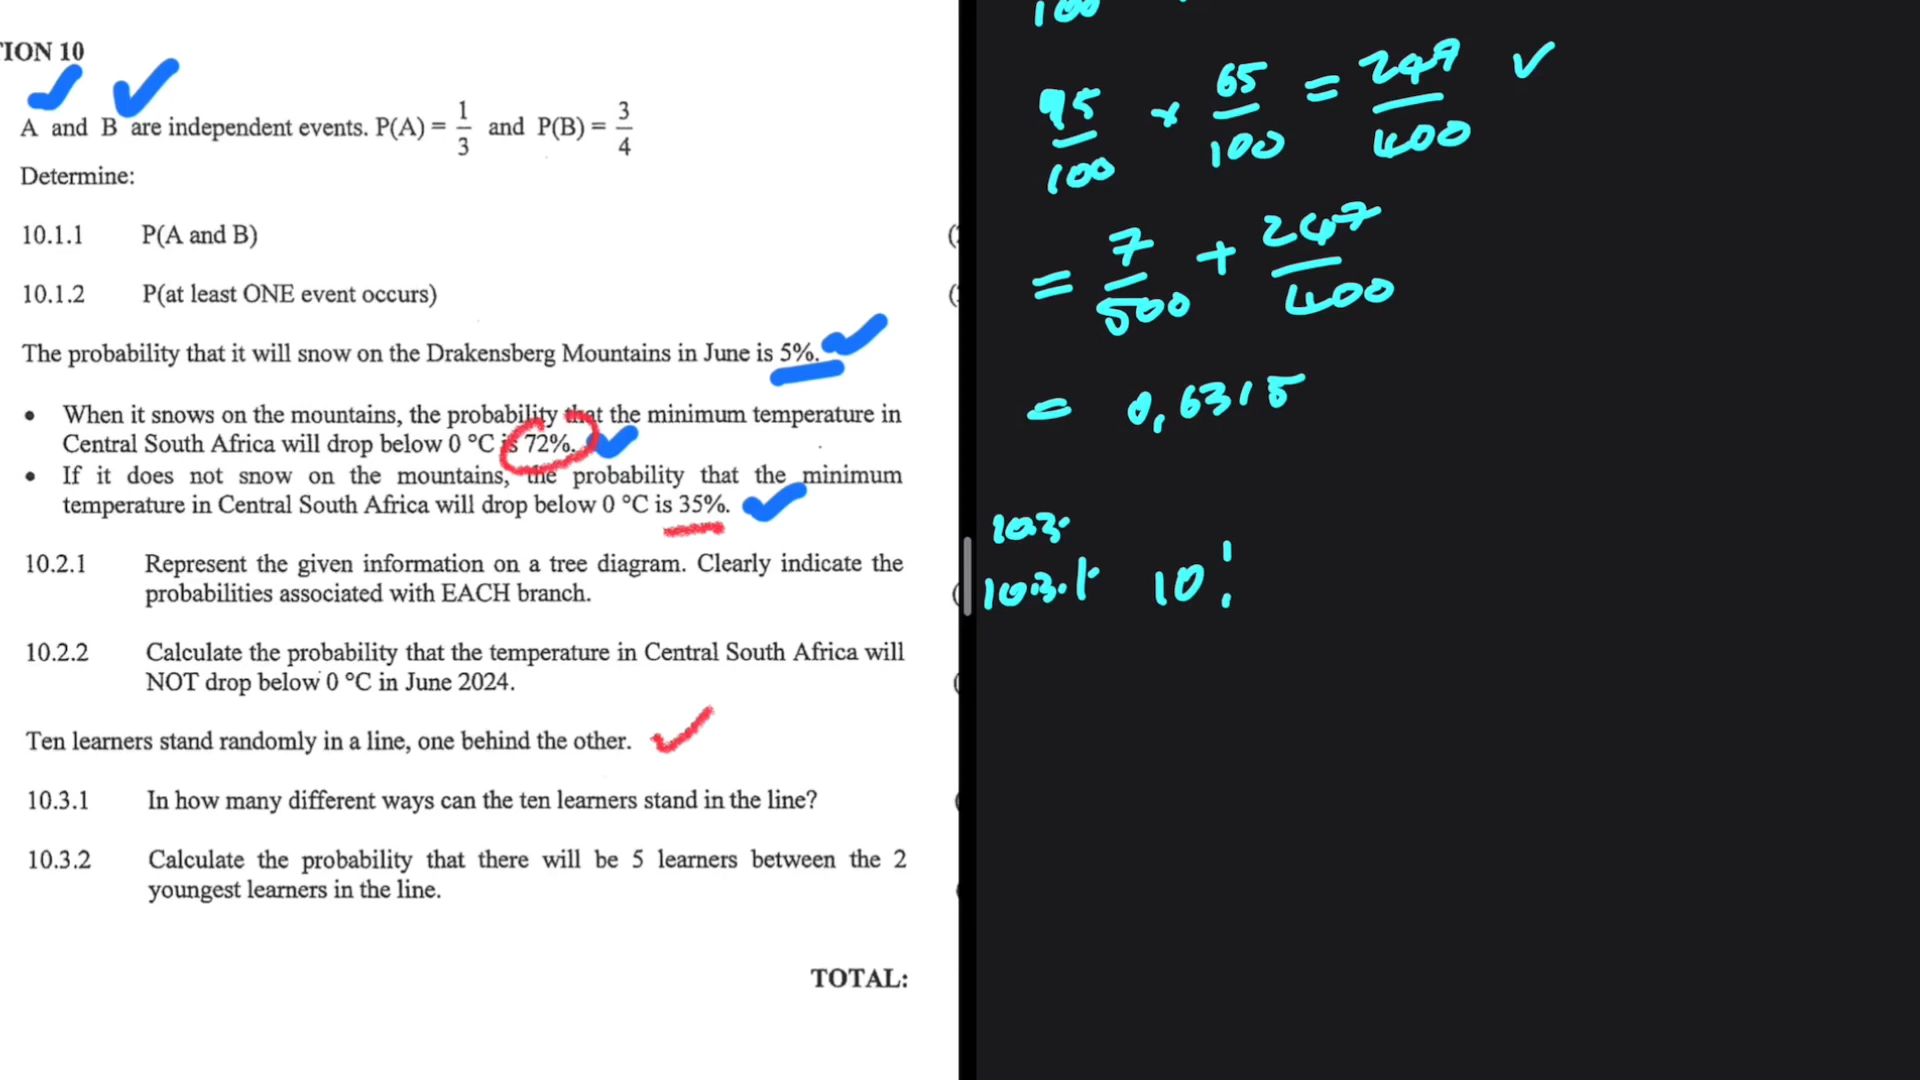 TION 10
A and B are independent events. P(A) = 1/3 and P(B) = 3/4
Determine:
10.1.1 P(A and B)
10.1.2 P(at least ONE event occurs)
The probability that it will snow on the Drakensberg Mountains in June is 5%.
• When it snows on the mountains, the probability that the minimum temperature in
Central South Africa will drop below 0 °C is 72%.
• If it does not snow on the mountains, the probability that the minimum
temperature in Central South Africa will drop below 0 °C is 35%.
10.2.1 Represent the given information on a tree diagram. Clearly indicate the
probabilities associated with EACH branch.
10.2.2 Calculate the probability that the temperature in Central South Africa will
NOT drop below 0 °C in June 2024.
Ten learners stand randomly in a line, one behind the other.
10.3.1 In how many different ways can the ten learners stand in the line?
10.3.2 Calculate the probability that there will be 5 learners between the 2
youngest learners in the line.
TOTAL:
100
95/100 × 65/100 = 247/400
= 7/500 + 247/400
= 0,6315
10.3.
10.3.1. 10!